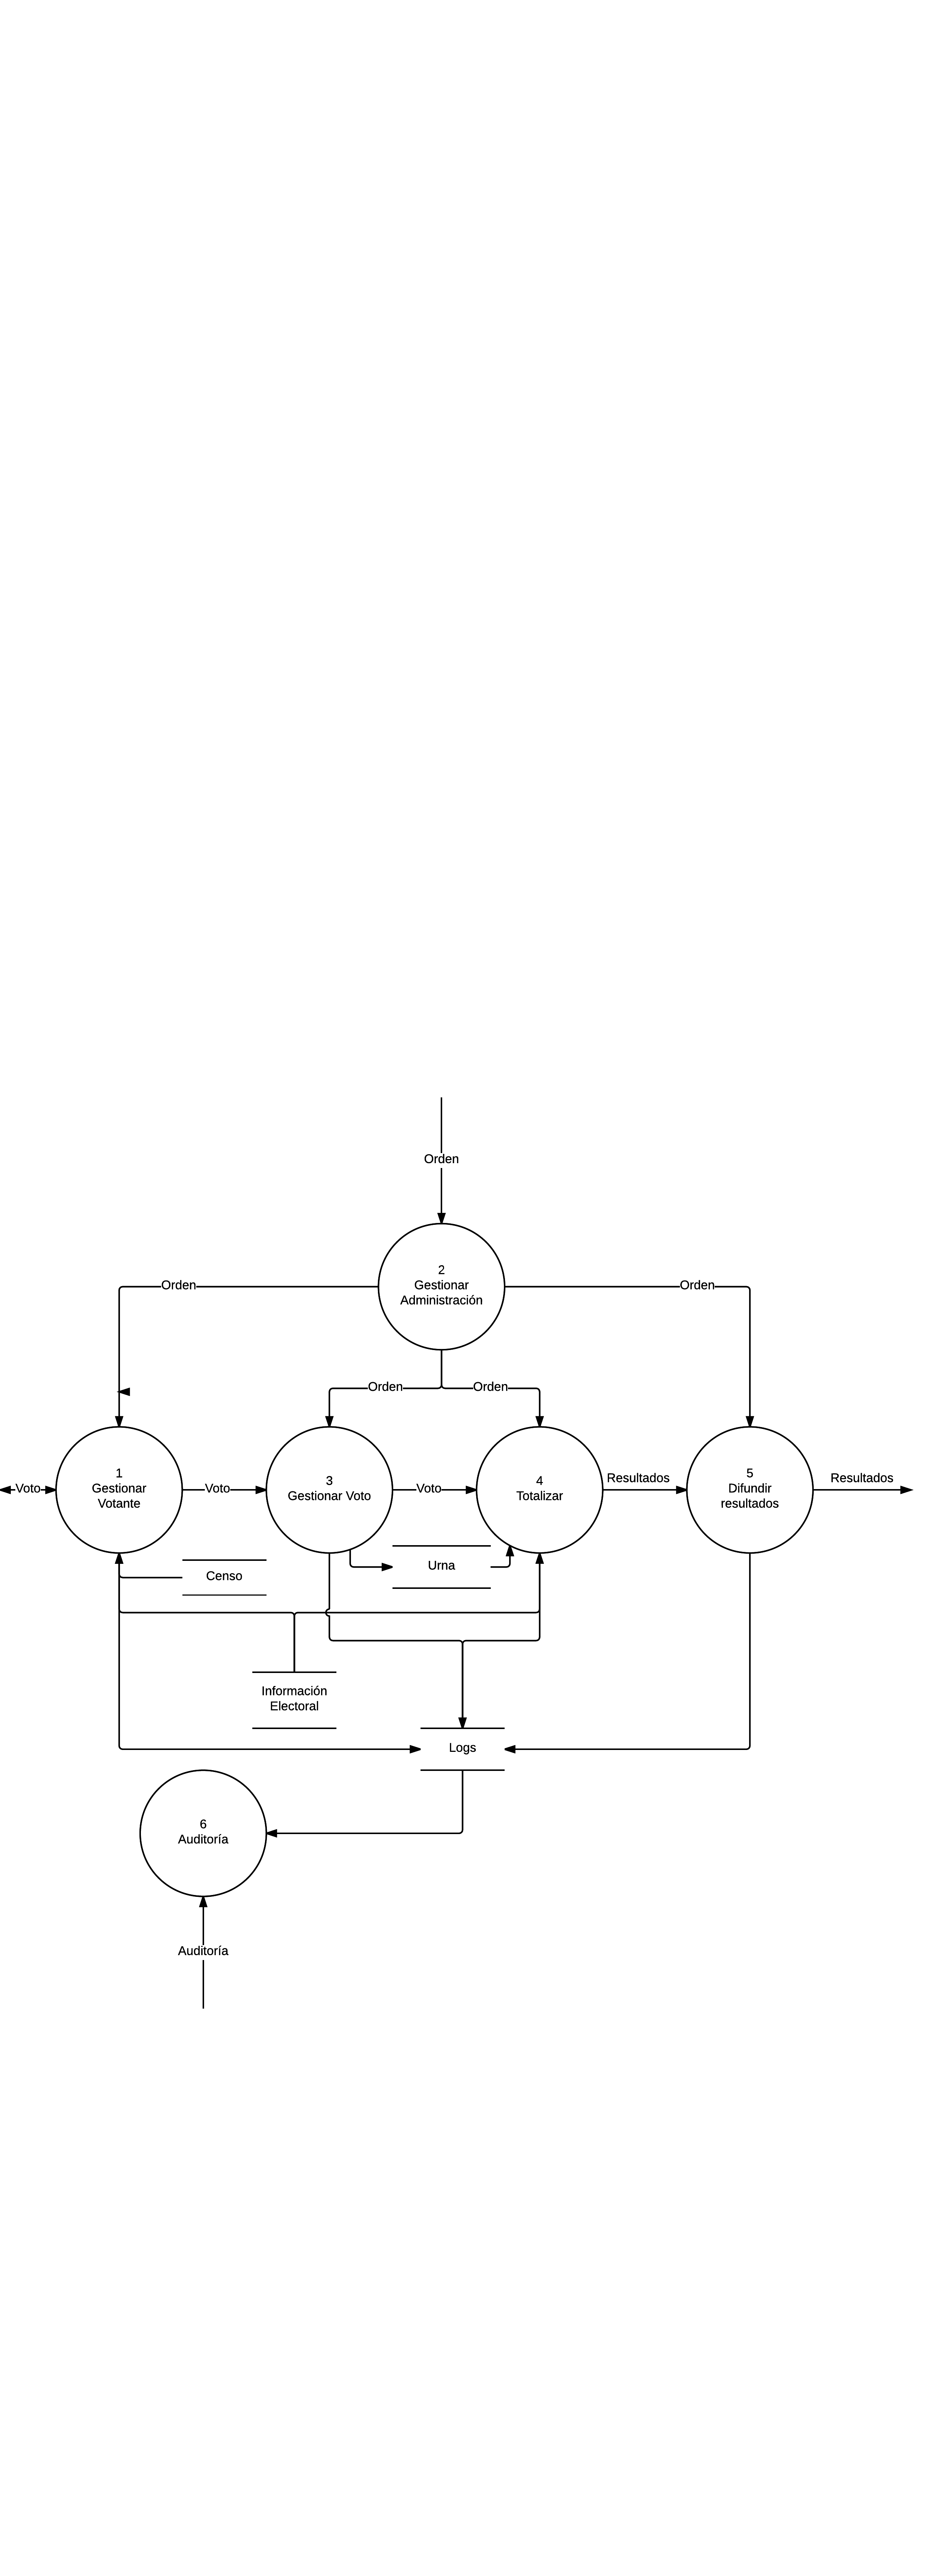 Orden
2
Gestionar
Administración
Orden
Orden
Orden
Orden
1
Gestionar
Votante
3
Gestionar Voto
4
Totalizar
5
Difundir
resultados
Voto
Voto
Voto
Resultados
Resultados
Urna
Censo
Información
Electoral
Logs
6
Auditoría
Auditoría